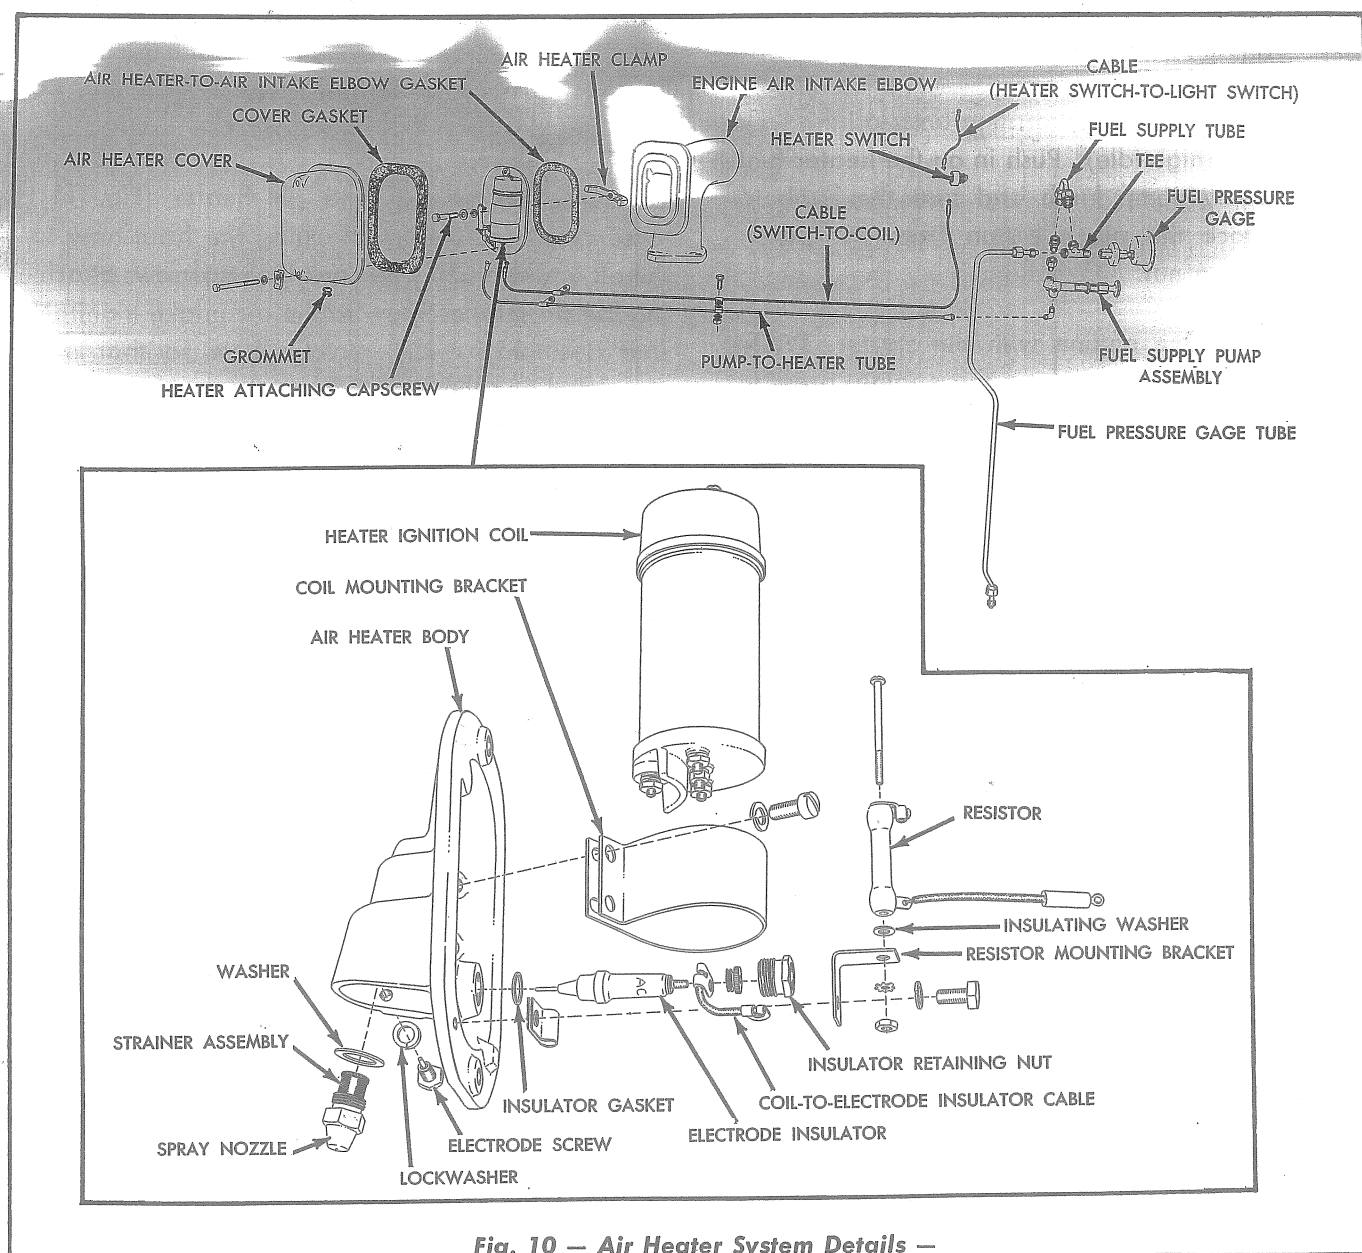 AIR HEATER CLAMP
AIR HEATER-TO-AIR INTAKE ELBOW GASKET
ENGINE AIR INTAKE ELBOW
CABLE
(HEATER SWITCH-TO-LIGHT SWITCH)
COVER GASKET
HEATER SWITCH
FUEL SUPPLY TUBE
AIR HEATER COVER
TEE
FUEL PRESSURE
GAGE
CABLE
(SWITCH-TO-COIL)
GROMMET
HEATER ATTACHING CAPSCREW
PUMP-TO-HEATER TUBE
FUEL SUPPLY PUMP
ASSEMBLY
FUEL PRESSURE GAGE TUBE
HEATER IGNITION COIL
COIL MOUNTING BRACKET
AIR HEATER BODY
RESISTOR
INSULATING WASHER
RESISTOR MOUNTING BRACKET
WASHER
AC
STRAINER ASSEMBLY
INSULATOR RETAINING NUT
INSULATOR GASKET
COIL-TO-ELECTRODE INSULATOR CABLE
ELECTRODE INSULATOR
SPRAY NOZZLE
ELECTRODE SCREW
LOCKWASHER
Fig. 10 — Air Heater System Details —